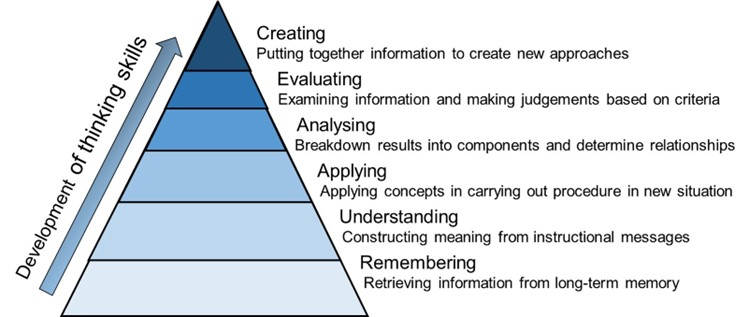 Development of thinking skills
Creating
Putting together information to create new approaches
Evaluating
Examining information and making judgements based on criteria
Analysing
Breakdown results into components and determine relationships
Applying
Applying concepts in carrying out procedure in new situation
Understanding
Constructing meaning from instructional messages
Remembering
Retrieving information from long-term memory